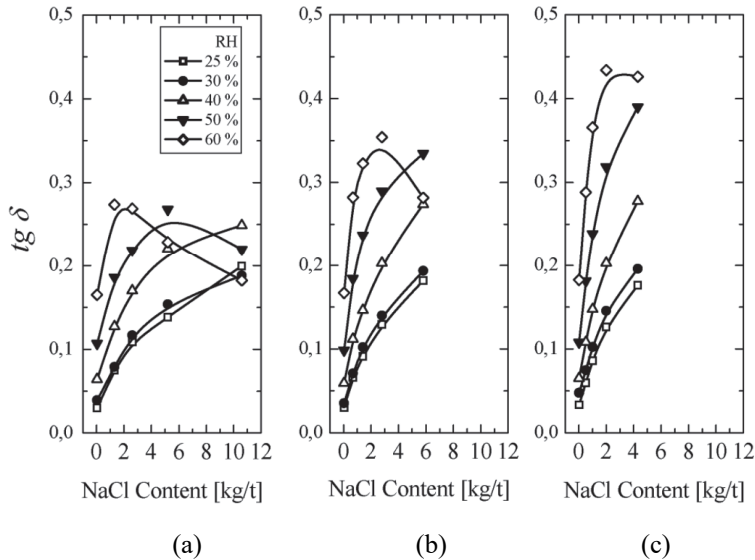 0,5
0,4
0,3
0,2
0,1
0,0
tg δ
RH
25 %
30 %
40 %
50 %
60 %
0 2 4 6 8 10 12
NaCl Content [kg/t]
(a)
0,5
0,4
0,3
0,2
0,1
0,0
0 2 4 6 8 10 12
NaCl Content [kg/t]
(b)
0,5
0,4
0,3
0,2
0,1
0,0
0 2 4 6 8 10 12
NaCl Content [kg/t]
(c)